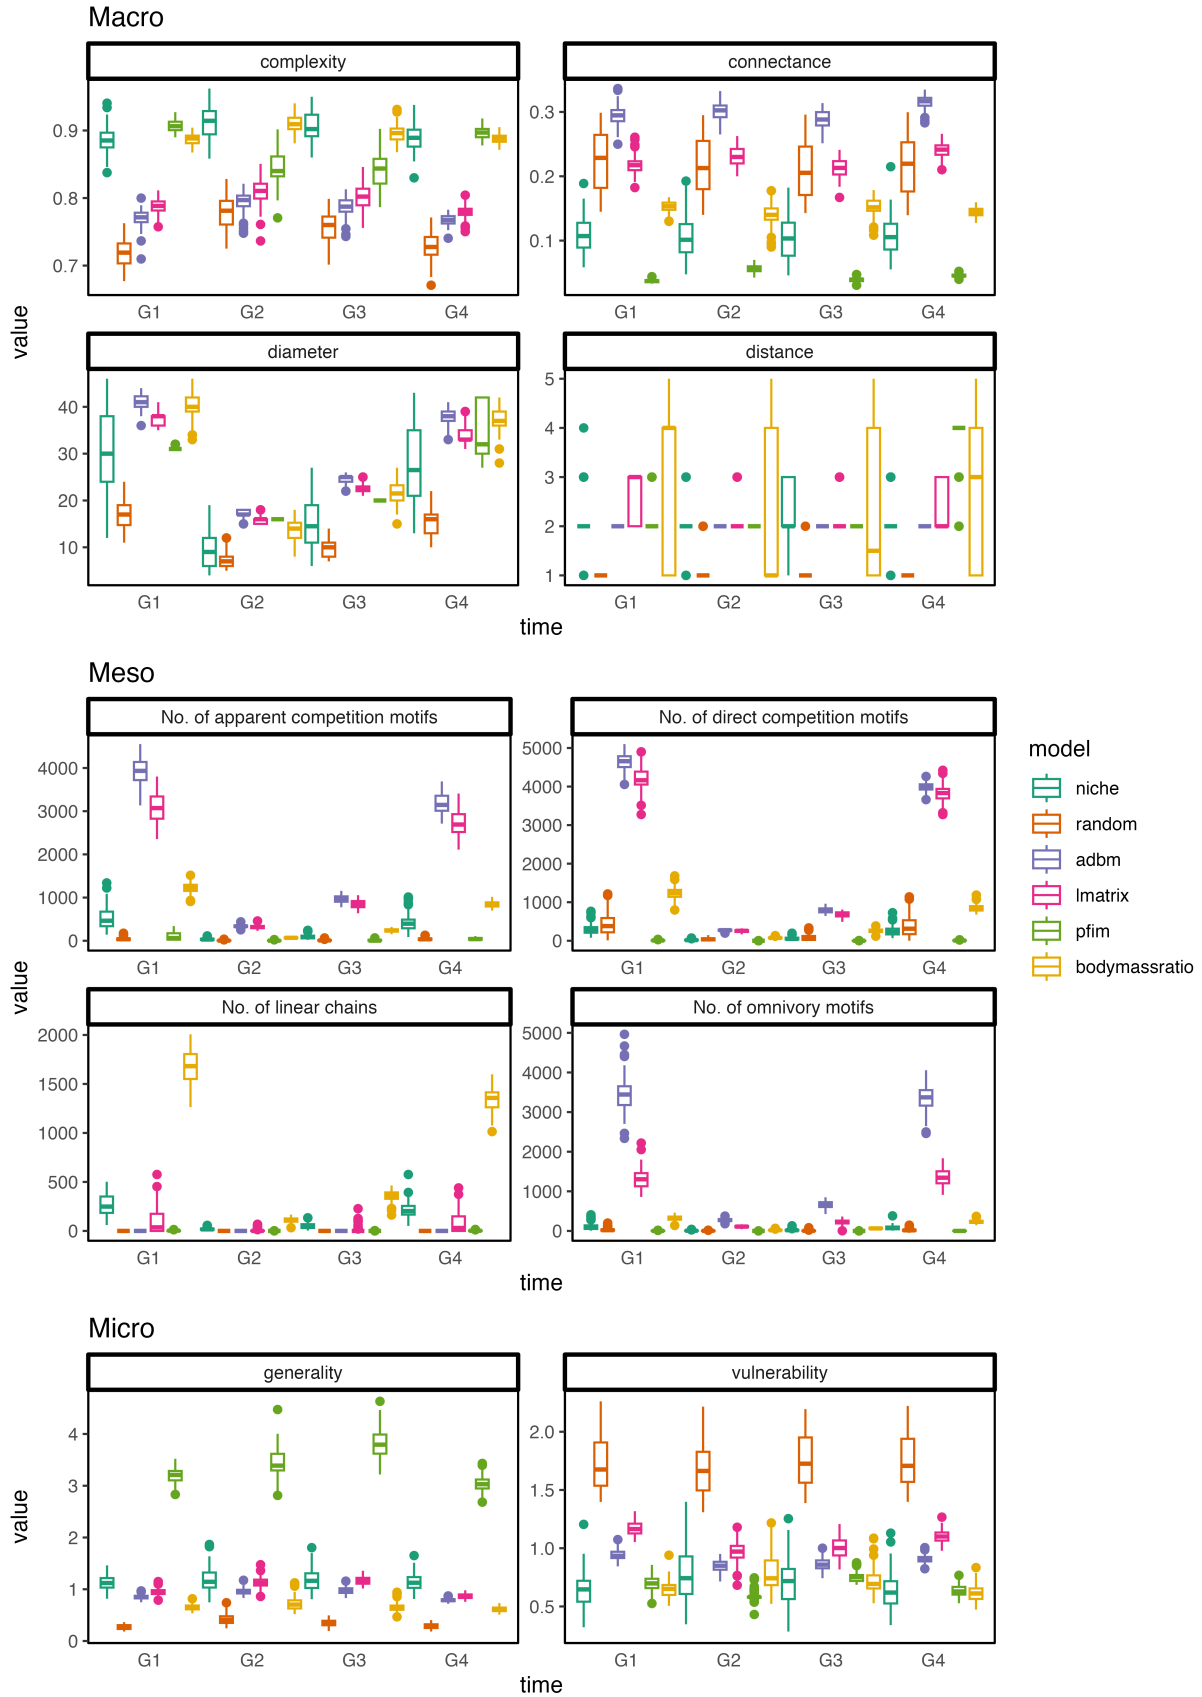 Macro
complexity
connectance
0.9
0.8
0.7
0.3
0.2
0.1
G1 G2 G3 G4
G1 G2 G3 G4
value
diameter
distance
40
30
20
10
5
4
3
2
1
G1 G2 G3 G4
G1 G2 G3 G4
time
Meso
No. of apparent competition motifs
No. of direct competition motifs
4000
3000
2000
1000
0
5000
4000
3000
2000
1000
0
G1 G2 G3 G4
G1 G2 G3 G4
value
No. of linear chains
No. of omnivory motifs
2000
1500
1000
500
0
5000
4000
3000
2000
1000
0
G1 G2 G3 G4
G1 G2 G3 G4
time
model
niche
random
adbm
lmatrix
pfim
bodymassratio
Micro
generality
vulnerability
value
4
3
2
1
0
2.0
1.5
1.0
0.5
G1 G2 G3 G4
G1 G2 G3 G4
time